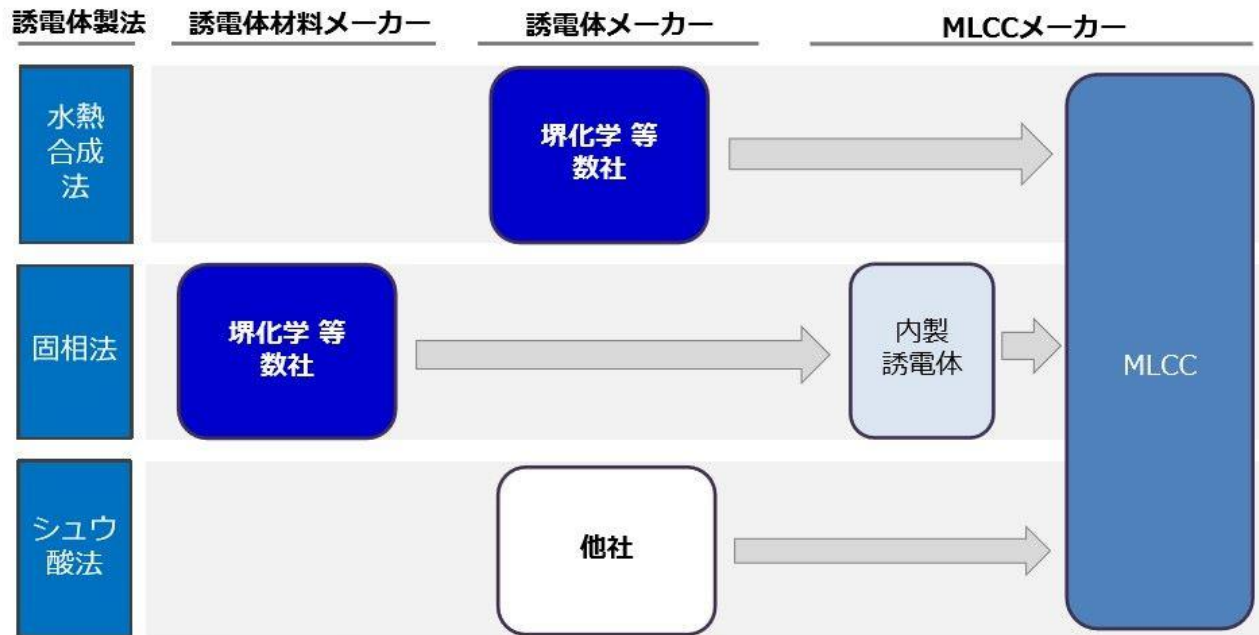 誘電体製法
誘電体材料メーカー
誘電体メーカー
MLCCメーカー
水熱
合成
法
堺化学 等
数社
固相法
堺化学 等
数社
内製
誘電体
MLCC
シュウ
酸法
他社